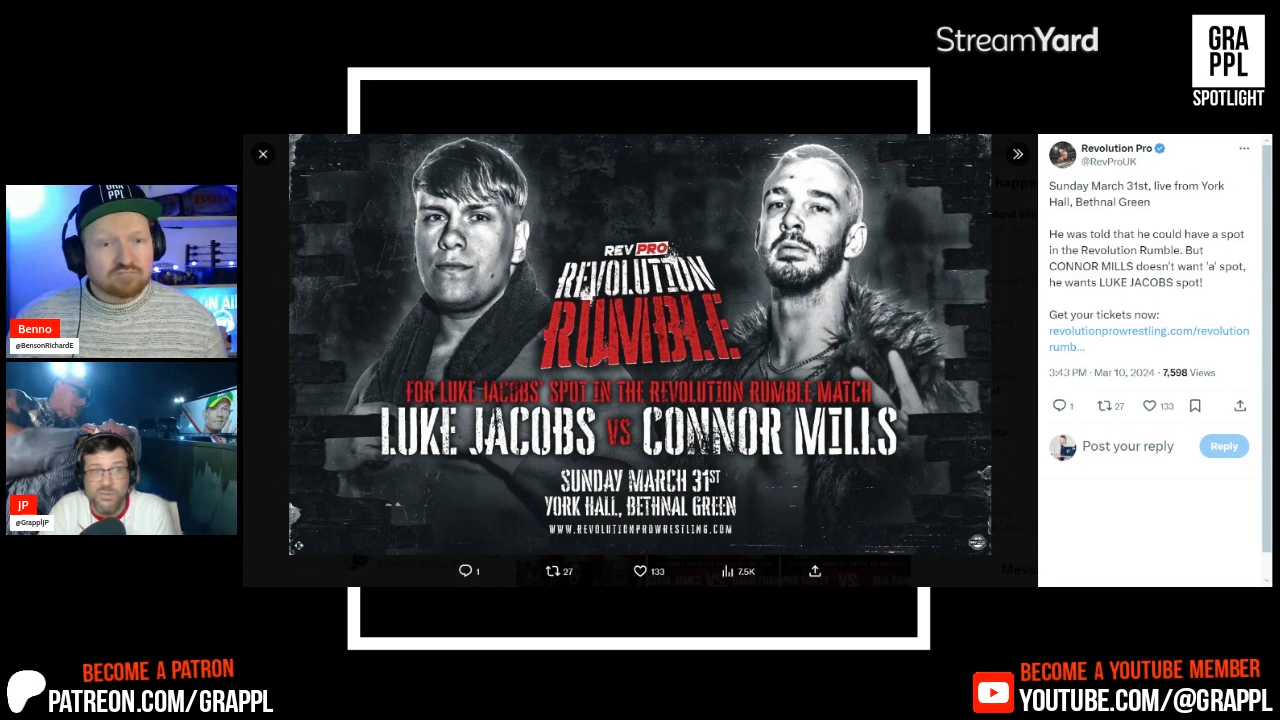 StreamYard
GRA
PPL
SPOTLIGHT
GRA
PPL
Benno
@BensonRIchardE
JP
@GrapplJP
REV PRO
REVOLUTION
RUMBLE
FOR LUKE JACOBS' SPOT IN THE REVOLUTION RUMBLE MATCH
LUKE JACOBS VS CONNOR MILLS
SUNDAY MARCH 31ST
YORK HALL, BETHNAL GREEN
WWW.REVOLUTIONPROWRESTLING.COM
1
27
133
7.5K
Revolution Pro
@RevProUK
Sunday March 31st, live from York
Hall, Bethnal Green
He was told that he could have a spot
in the Revolution Rumble. But
CONNOR MILLS doesn't want 'a' spot,
he wants LUKE JACOBS spot!
Get your tickets now:
revolutionprowrestling.com/revolution
rumb...
3:43 PM · Mar 10, 2024 · 7,598 Views
1
27
133
Post your reply
Reply
BECOME A PATRON
PATREON.COM/GRAPPL
BECOME A YOUTUBE MEMBER
YOUTUBE.COM/@GRAPPL